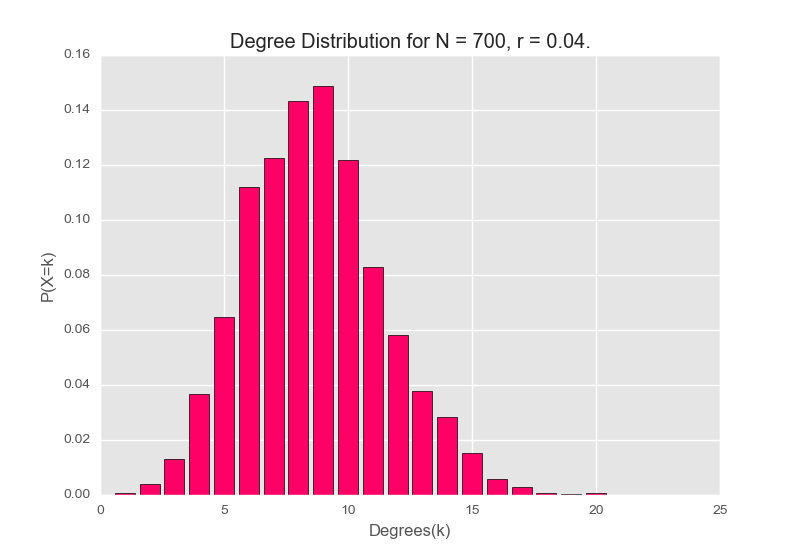 Degree Distribution for N = 700, r = 0.04.
0.16
0.14
0.12
0.10
0.08
0.06
0.04
0.02
0.00
P(X=k)
0 5 10 15 20 25
Degrees(k)